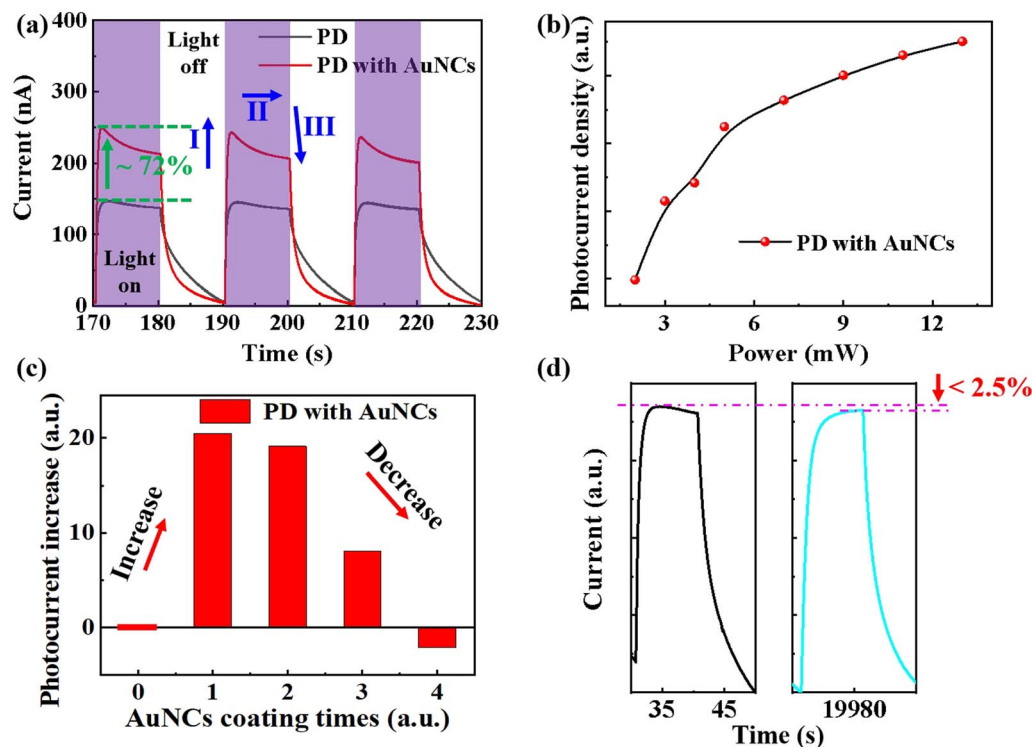 (a)
400
300
200
100
0
Current (nA)
Light
off
PD
PD with AuNCs
I
II
III
~ 72%
Light
on
170 180 190 200 210 220 230
Time (s)
(b)
Photocurrent density (a.u.)
PD with AuNCs
3 6 9 12
Power (mW)
(c)
Photocurrent increase (a.u.)
20
10
0
PD with AuNCs
Increase
Decrease
0 1 2 3 4
AuNCs coating times (a.u.)
(d)
Current (a.u.)
< 2.5%
35 45 19980
Time (s)